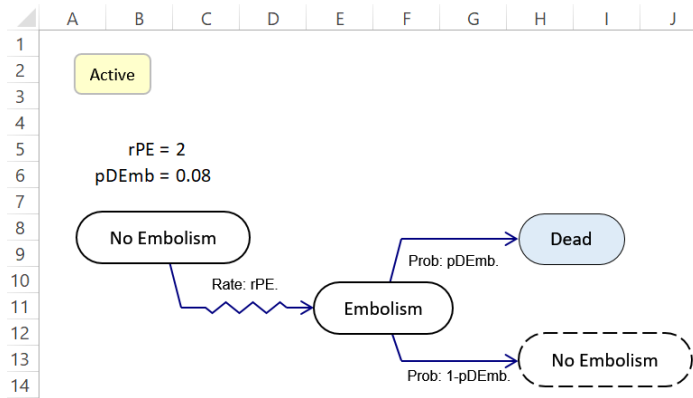 A B C D E F G H I J
1
2
3
4
5
6
7
8
9
10
11
12
13
14
Active
rPE = 2
pDEmb = 0.08
No Embolism
Dead
Prob: pDEmb.
Rate: rPE.
Embolism
No Embolism
Prob: 1-pDEmb.